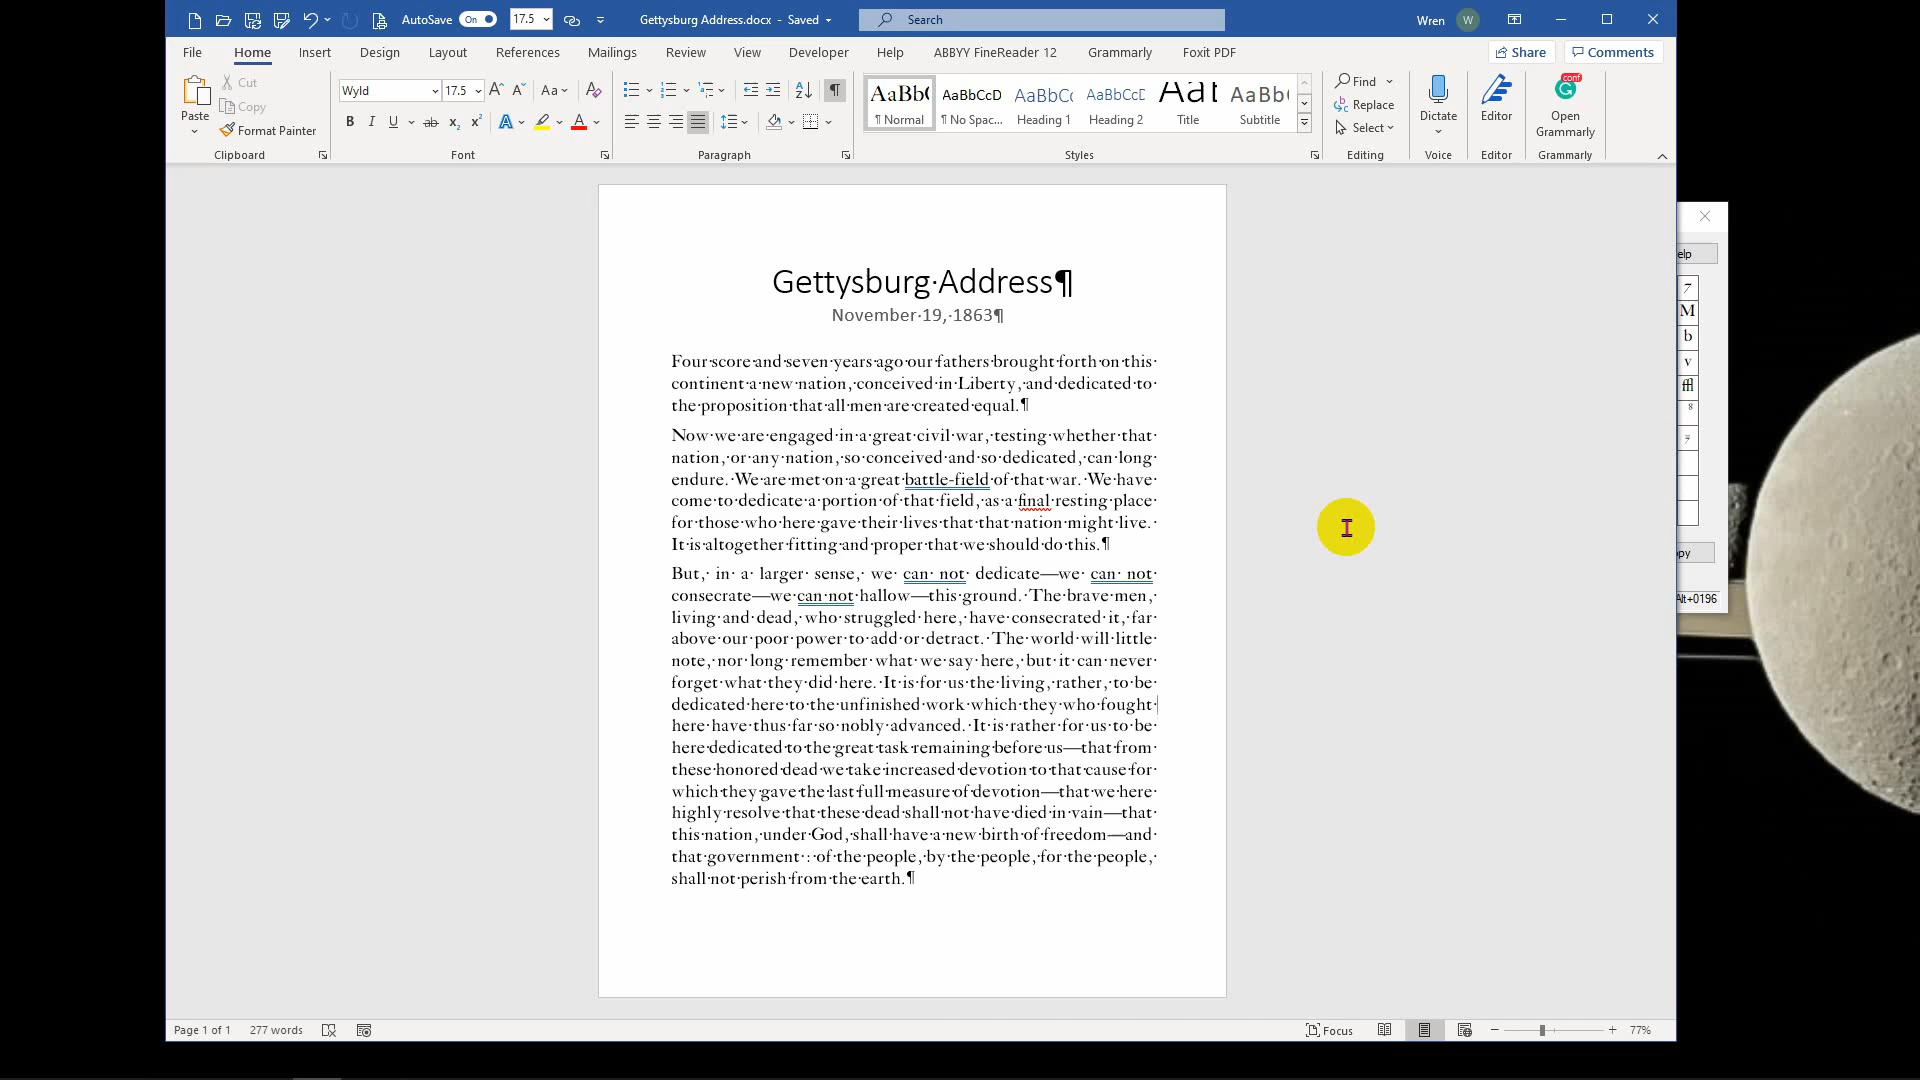 AutoSave On 17.5 Gettysburg Address.docx - Saved Search Wren W
File Home Insert Design Layout References Mailings Review View Developer Help ABBYY FineReader 12 Grammarly Foxit PDF Share Comments
Paste
Cut
Copy
Format Painter
Clipboard
Wyld 17.5
Font
Paragraph
AaBbC AaBbCcD AaBbCc AaBbCcD AaB AaBb
¶ Normal ¶ No Spac... Heading 1 Heading 2 Title Subtitle
Styles
Find
Replace
Select
Editing
Dictate
Voice
Editor
Editor
conf
Open
Grammarly
Grammarly
Gettysburg·Address¶
November·19,·1863¶
Four·score·and·seven·years·ago·our·fathers·brought·forth·on·this·
continent·a·new·nation,·conceived·in·Liberty,·and·dedicated·to·
the·proposition·that·all·men·are·created·equal.¶
Now·we·are·engaged·in·a·great·civil·war,·testing·whether·that·
nation,·or·any·nation,·so·conceived·and·so·dedicated,·can·long·
endure.·We·are·met·on·a·great·battle-field·of·that·war.·We·have·
come·to·dedicate·a·portion·of·that·field,·as·a·final·resting·place·
for·those·who·here·gave·their·lives·that·that·nation·might·live.·
It·is·altogether·fitting·and·proper·that·we·should·do·this.¶
But,·in·a·larger·sense,·we·can·not·dedicate—we·can·not·
consecrate—we·can·not·hallow—this·ground.·The·brave·men,·
living·and·dead,·who·struggled·here,·have·consecrated·it,·far·
above·our·poor·power·to·add·or·detract.·The·world·will·little·
note,·nor·long·remember·what·we·say·here,·but·it·can·never·
forget·what·they·did·here.·It·is·for·us·the·living,·rather,·to·be·
dedicated·here·to·the·unfinished·work·which·they·who·fought·
here·have·thus·far·so·nobly·advanced.·It·is·rather·for·us·to·be·
here·dedicated·to·the·great·task·remaining·before·us—that·from·
these·honored·dead·we·take·increased·devotion·to·that·cause·for·
which·they·gave·the·last·full·measure·of·devotion—that·we·here·
highly·resolve·that·these·dead·shall·not·have·died·in·vain—that·
this·nation,·under·God,·shall·have·a·new·birth·of·freedom—and·
that·government·:·of·the·people,·by·the·people,·for·the·people,·
shall·not·perish·from·the·earth.¶
elp
7
M
b
v
ffl
8
7
opy
Alt+0196
Page 1 of 1 277 words Focus 77%